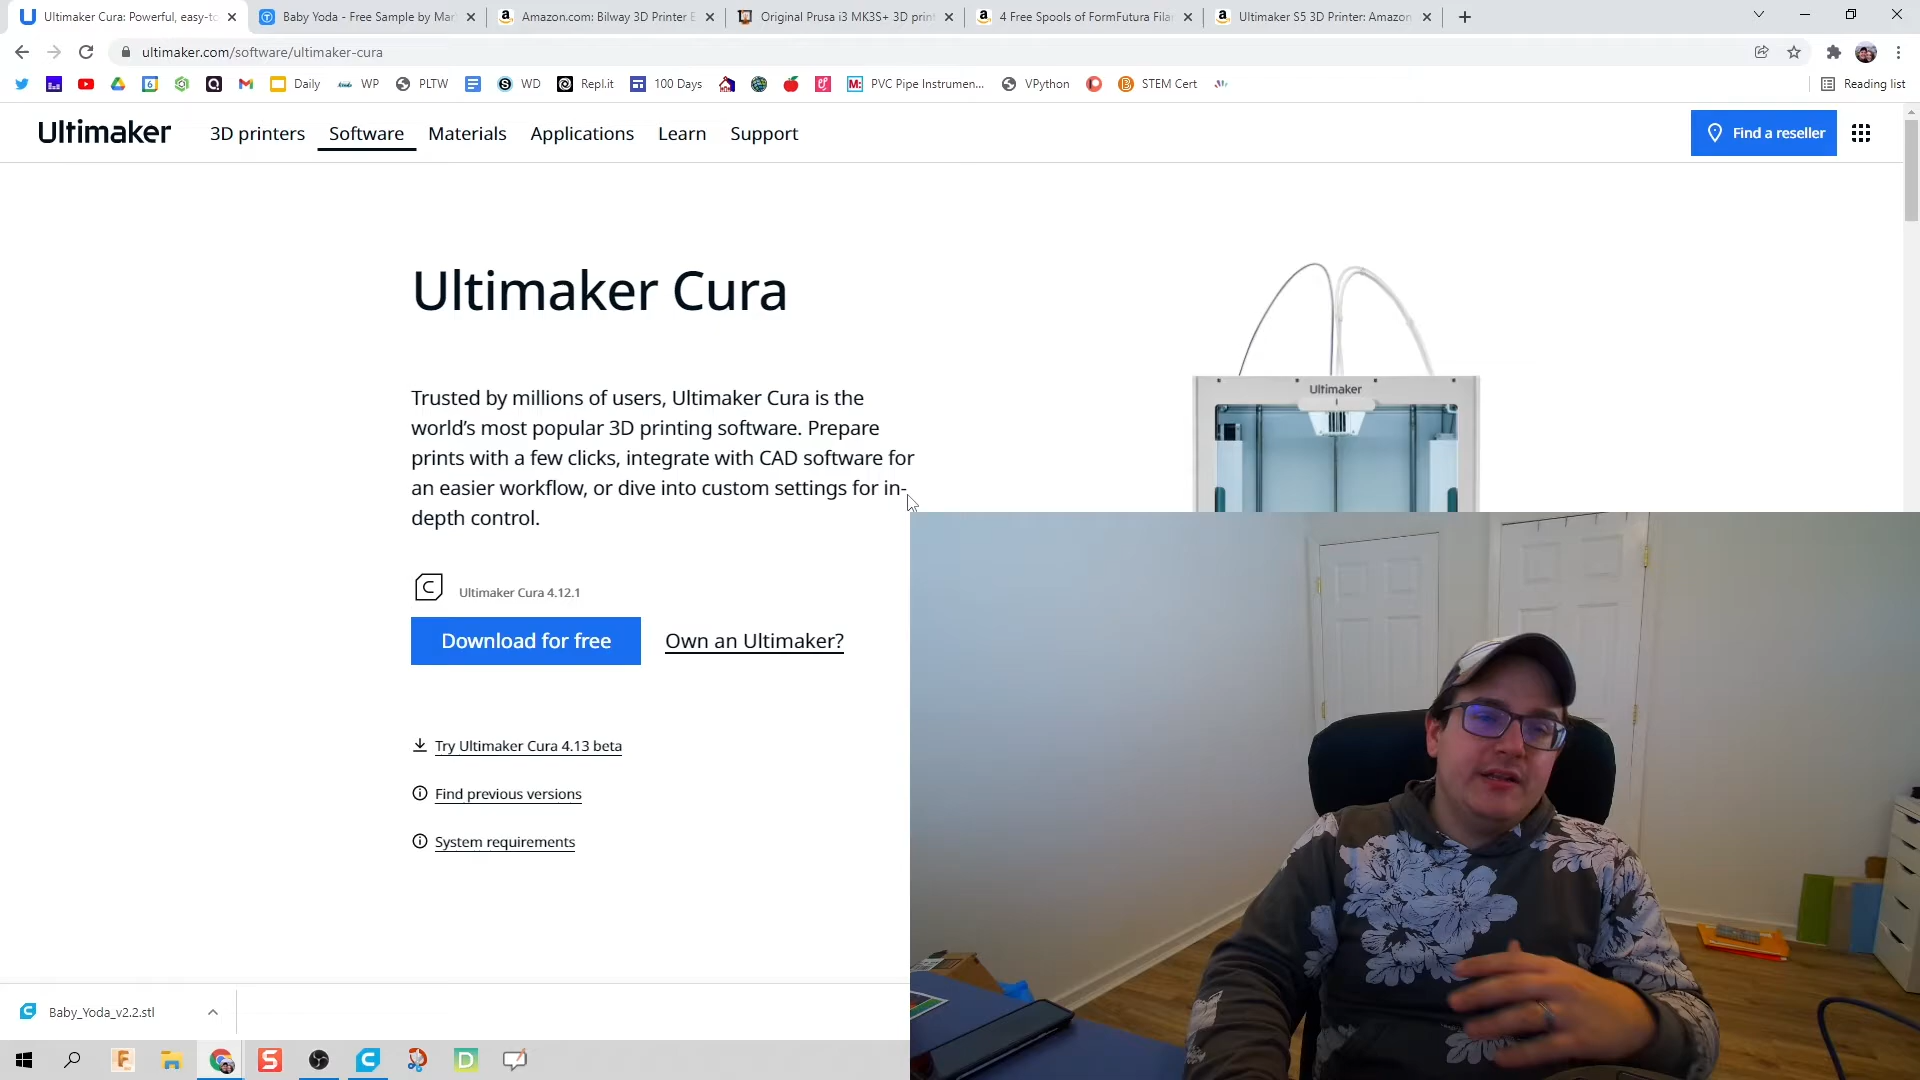 Ultimaker Cura: Powerful, easy-to
Baby Yoda - Free Sample by Mar
Amazon.com: Bilway 3D Printer E
Original Prusa i3 MK3S+ 3D print
4 Free Spools of FormFutura Fila
Ultimaker S5 3D Printer: Amazon
ultimaker.com/software/ultimaker-cura
Daily
WP
PLTW
WD
Repl.it
100 Days
PVC Pipe Instrumen...
VPython
STEM Cert
Reading list
Ultimaker
3D printers
Software
Materials
Applications
Learn
Support
Find a reseller
Ultimaker Cura
Trusted by millions of users, Ultimaker Cura is the
world's most popular 3D printing software. Prepare
prints with a few clicks, integrate with CAD software for
an easier workflow, or dive into custom settings for in-
depth control.
Ultimaker
Ultimaker Cura 4.12.1
Download for free
Own an Ultimaker?
Try Ultimaker Cura 4.13 beta
Find previous versions
System requirements
Baby_Yoda_v2.2.stl